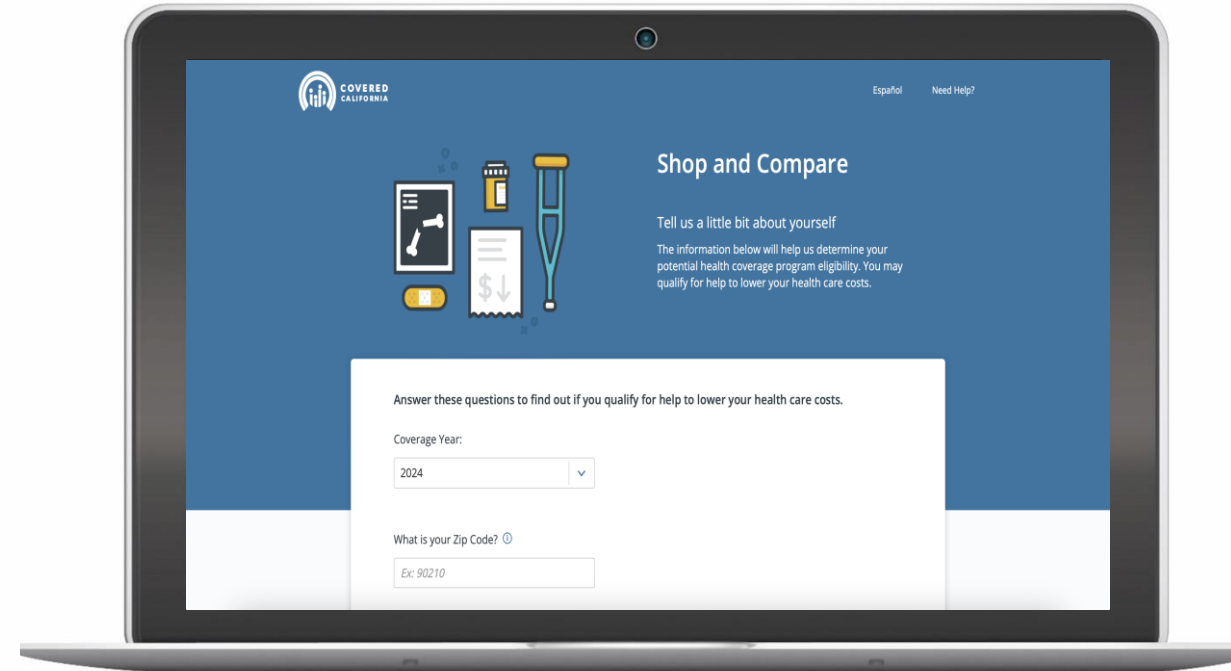 COVERED
CALIFORNIA
Español
Need Help?
Shop and Compare
Tell us a little bit about yourself
The information below will help us determine your
potential health coverage program eligibility. You may
qualify for help to lower your health care costs.
$
Answer these questions to find out if you qualify for help to lower your health care costs.
Coverage Year:
2024
What is your Zip Code?
Ex: 90210